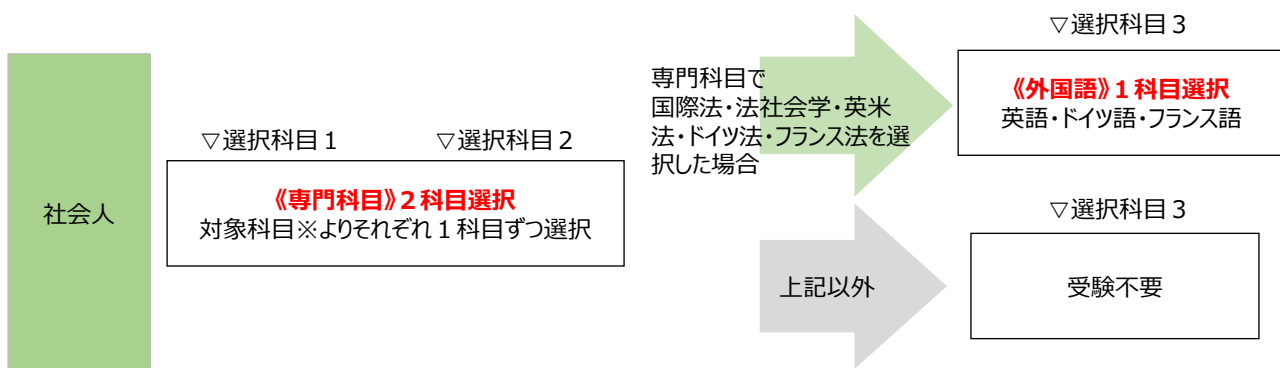 社会人
▽選択科目1 ▽選択科目2
《専門科目》2科目選択
対象科目※よりそれぞれ1科目ずつ選択
専門科目で
国際法・法社会学・英米
法・ドイツ法・フランス法を選
択した場合
▽選択科目3
《外国語》1科目選択
英語・ドイツ語・フランス語
上記以外
▽選択科目3
受験不要